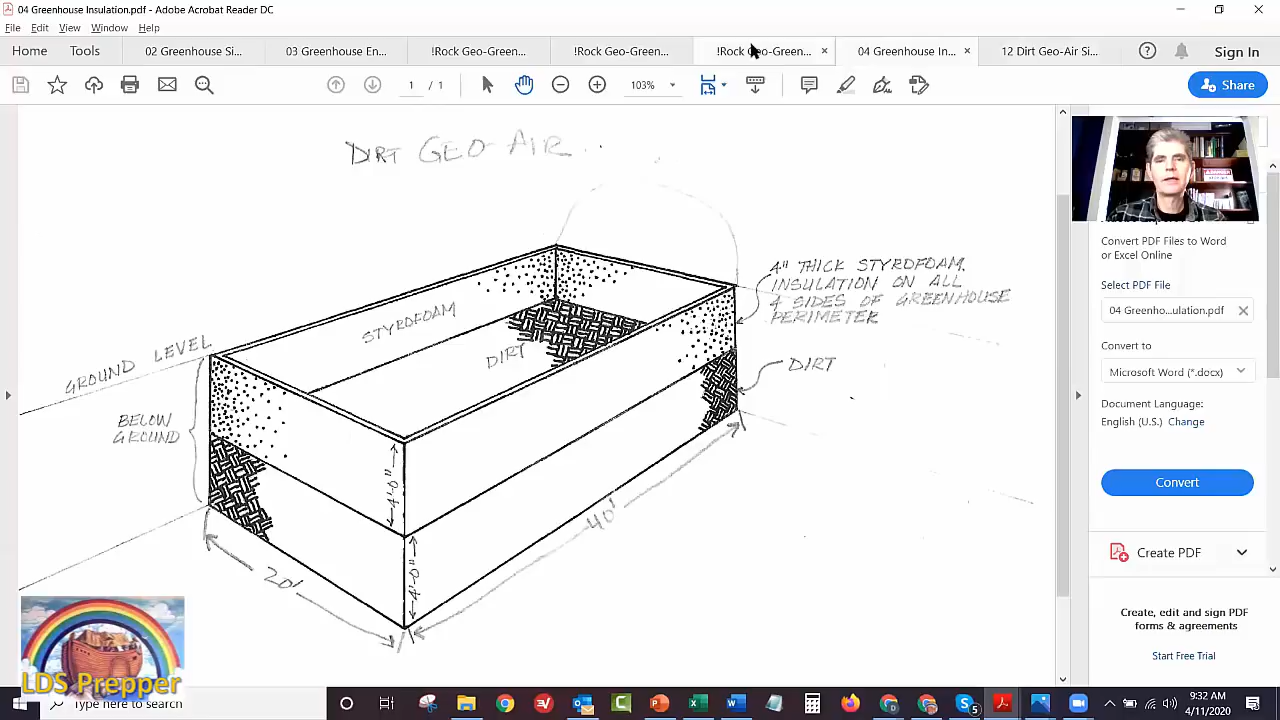 04 Greenhouse Insulation.pdf - Adobe Acrobat Reader DC
File Edit View Window Help
Home Tools 02 Greenhouse Si... 03 Greenhouse En... !Rock Geo-Green... !Rock Geo-Green... !Rock Geo-Green... × 04 Greenhouse In... × 12 Dirt Geo-Air Si... Sign In
1 / 1 103% Share
DIRT GEO-AIR
4" THICK STYROFOAM
INSULATION ON ALL
4 SIDES OF GREENHOUSE
PERIMETER
STYROFOAM
DIRT
DIRT
GROUND LEVEL
BELOW
GROUND
4'-0"
4'-0"
20'
40'
Convert PDF Files to Word
or Excel Online
Select PDF File
04 Greenho...ulation.pdf
Convert to
Microsoft Word (*.docx)
Document Language:
English (U.S.) Change
Convert
Create PDF
Create, edit and sign PDF
forms & agreements
Start Free Trial
LDS Prepper
Type here to search
9:32 AM
4/11/2020